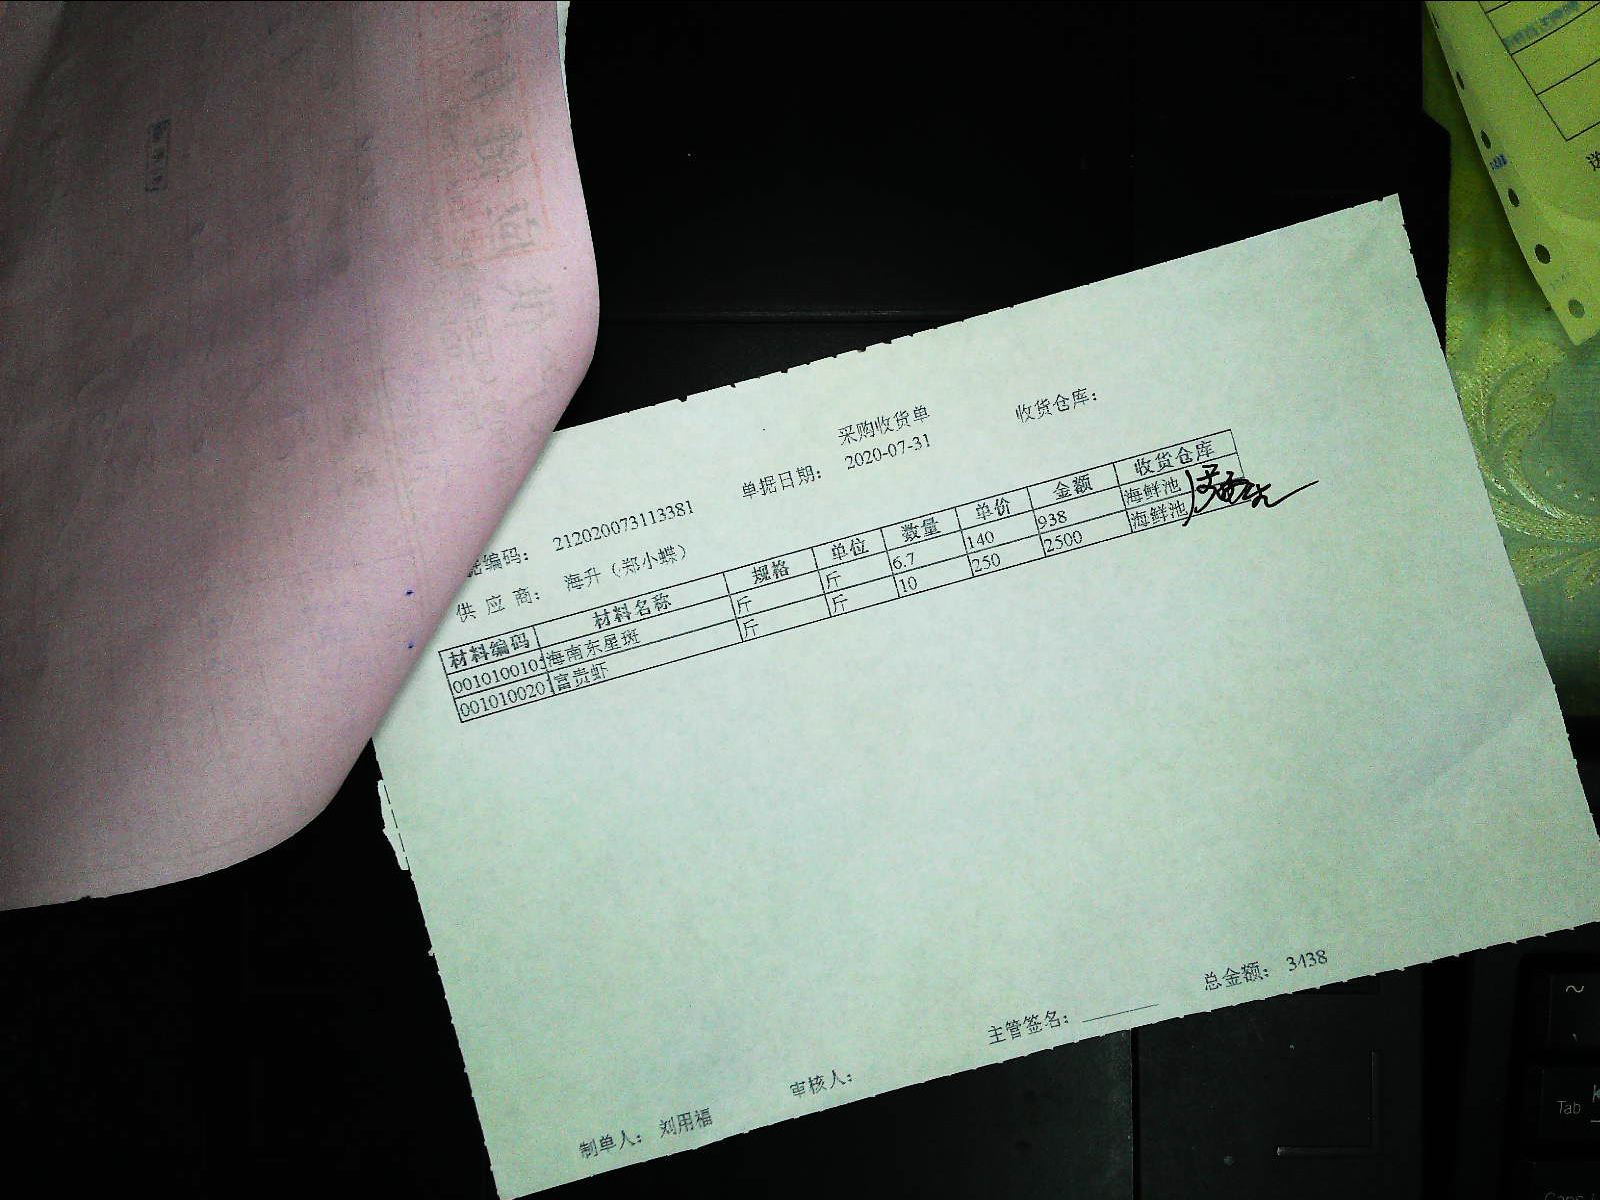 采购收货单
收货仓库：
编码： 212020073113381 单据日期： 2020-07-31
供 应 商： 海升（郑小蝶）
材料编码 材料名称 规格 单位 数量 单价 金额 收货仓库
001010010 海南东星斑 斤 斤 6.7 140 938 海鲜池
001010020 富贵虾 斤 斤 10 250 2500 海鲜池
制单人： 刘用福 审核人： 主管签名： 总金额： 3438
Tab